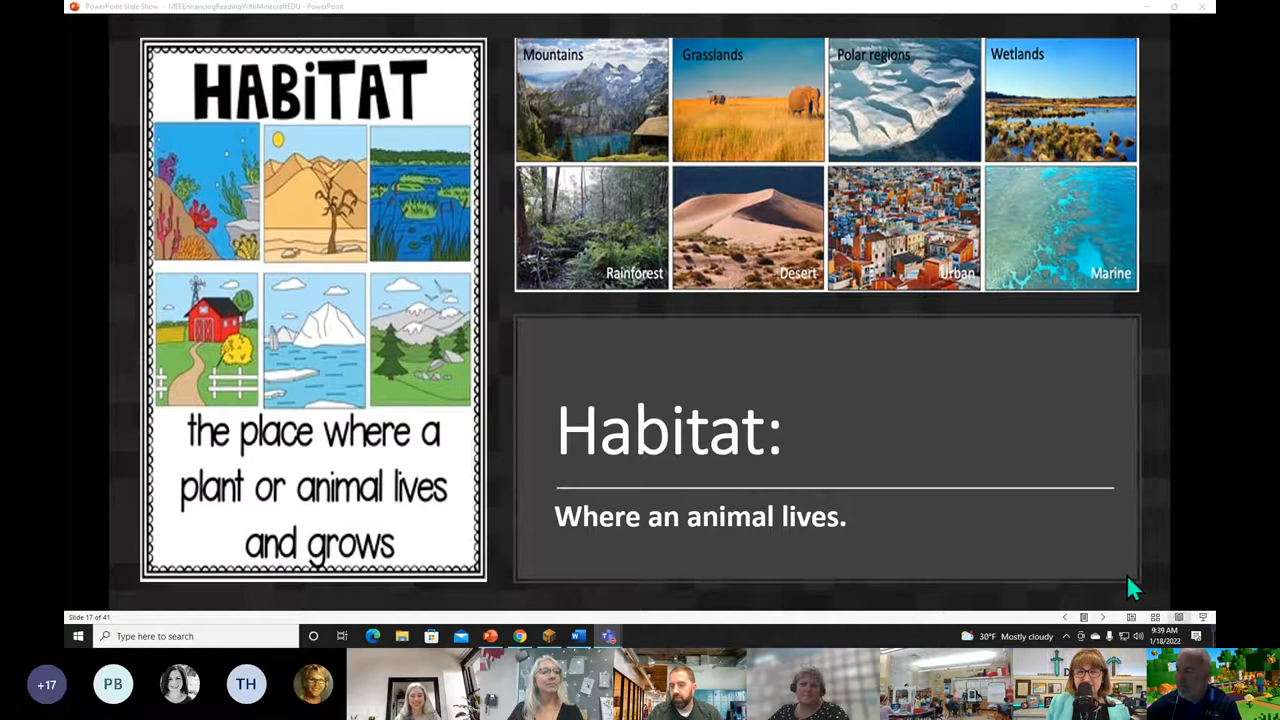 PowerPoint Slide Show - MEEEnhancingReadingWithMinecraftEDU - PowerPoint
HABiTAT
the place where a
plant or animal lives
and grows
Mountains
Grasslands
Polar regions
Wetlands
Rainforest
Desert
Urban
Marine
Habitat:
Where an animal lives.
Slide 17 of 41
Type here to search
30°F Mostly cloudy
9:39 AM
1/18/2022
+17
PB
TH